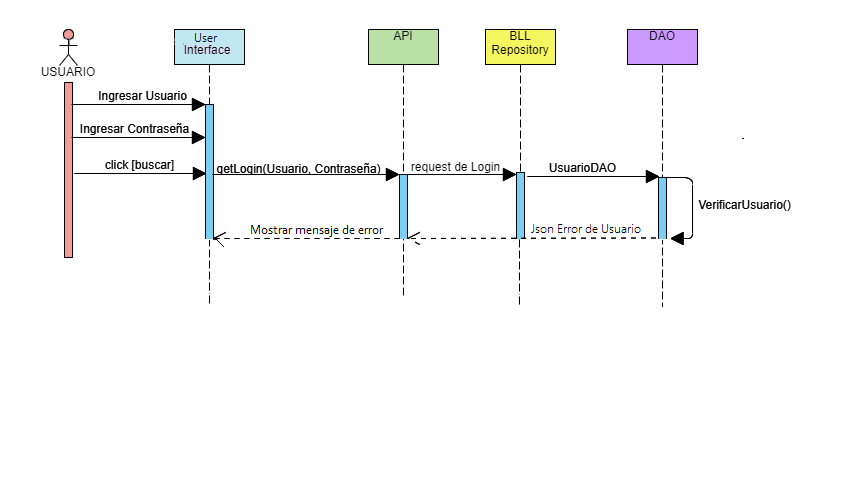 User
Interface
API
BLL
Repository
DAO
USUARIO
Ingresar Usuario
Ingresar Contraseña
click [buscar]
getLogin(Usuario, Contraseña)
request de Login
UsuarioDAO
VerificarUsuario()
Mostrar mensaje de error
Json Error de Usuario